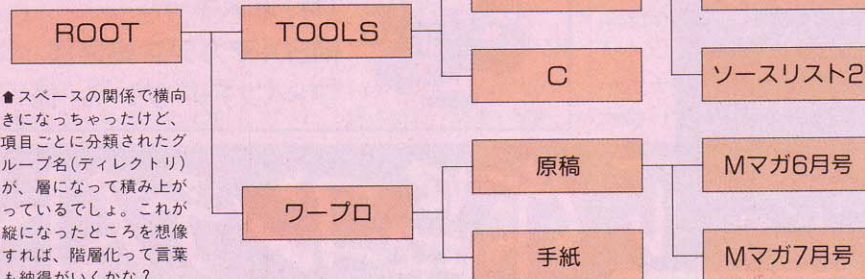 ROOT
TOOLS
C
ソースリスト2
⬆スペースの関係で横向
きになっちゃったけど、
項目ごとに分類されたグ
ループ名(ディレクトリ)
が、層になって積み上が
っているでしょ。これが
縦になったところを想像
すれば、階層化って言葉
も納得がいくかな?
ワープロ
原稿
Mマガ6月号
手紙
Mマガ7月号